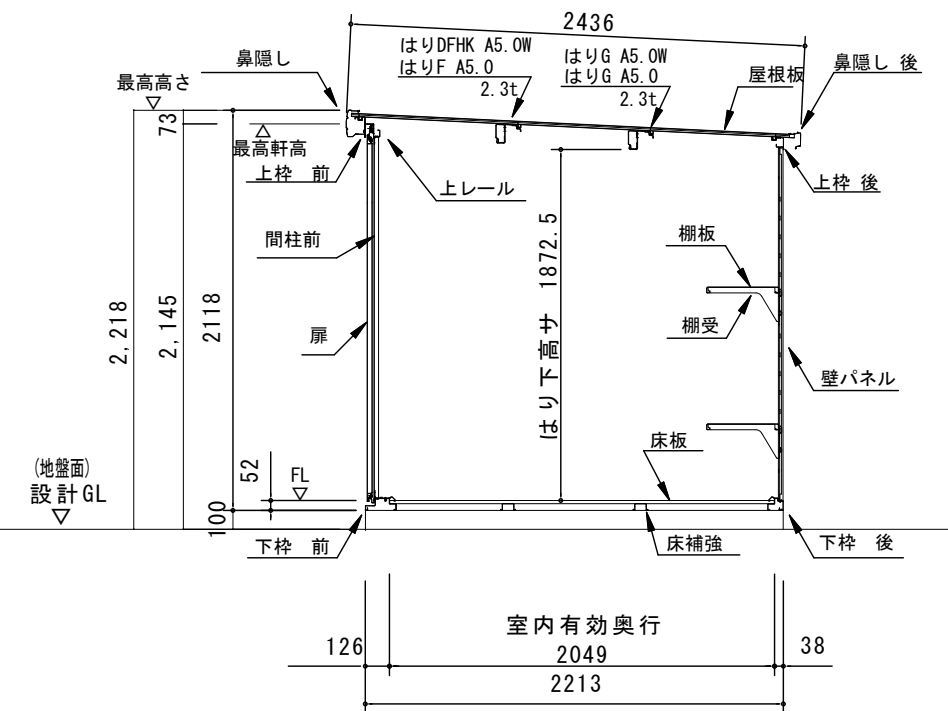 2436
はりDFHK A5.0W
はりF A5.0
2.3t
はりG A5.0W
はりG A5.0
2.3t
屋根板
鼻隠し 後
鼻隠し
最高高さ
73
最高軒高
上枠 前
上レール
上枠 後
間柱前
棚板
棚受
扉
壁パネル
はり下高サ 1872.5
2,218
2,145
2118
床板
52
FL
(地盤面)
設計GL
100
下枠 前
床補強
下枠 後
室内有効奥行
126
2049
38
2213